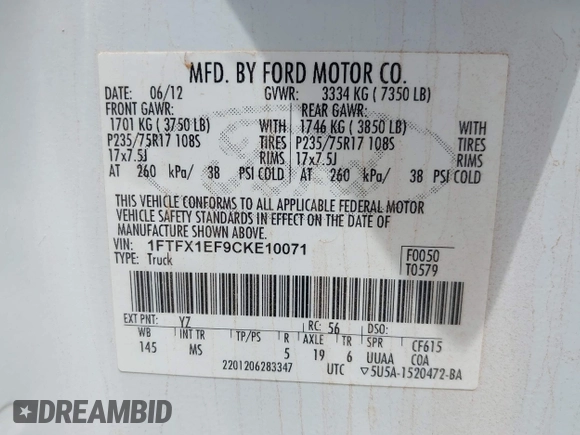 MFD. BY FORD MOTOR CO.
DATE: 06/12 GVWR: 3334 KG ( 7350 LB)
FRONT GAWR: REAR GAWR:
1701 KG ( 3750 LB) WITH 1746 KG ( 3850 LB) WITH
P235/75R17 108S TIRES P235/75R17 108S TIRES
17x7.5J RIMS 17x7.5J RIMS
AT 260 kPa/ 38 PSI COLD AT 260 kPa/ 38 PSI COLD
THIS VEHICLE CONFORMS TO ALL APPLICABLE FEDERAL MOTOR
VEHICLE SAFETY STANDARDS IN EFFECT ON THE DATE OF
MANUFACTURE SHOWN ABOVE.
VIN: 1FTFX1EF9CKE10071 F0050
TYPE: Truck T0579
EXT PNT: YZ RC: 56 DSO:
WB INT TR TP/PS R AXLE TR SPR CF615
145 MS 5 19 6 UUAA COA
2201206283347 UTC ▽5U5A-1520472-BA
DREAMBID